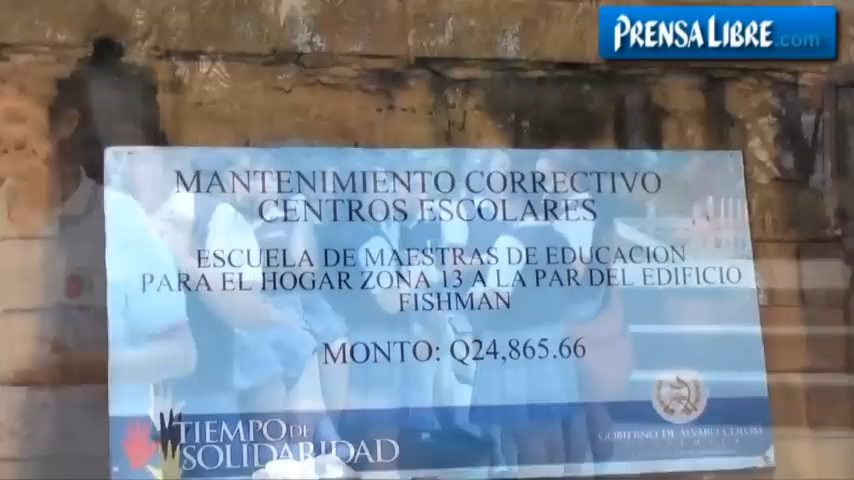 PRENSA LIBRE.com
MANTENIMIENTO CORRECTIVO
CENTROS ESCOLARES
ESCUELA DE MAESTRAS DE EDUCACION
PARA EL HOGAR ZONA 13 A LA PAR DEL EDIFICIO
FISHMAN
MONTO: Q24,865.66
TIEMPO DE
SOLIDARIDAD
GOBIERNO DE ALVARO COLOM